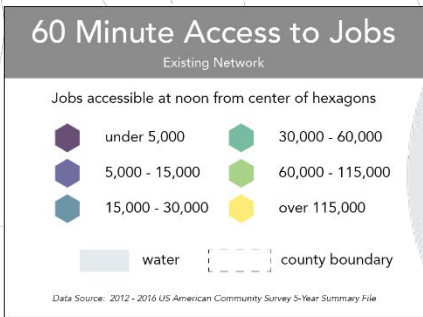 60 Minute Access to Jobs
Existing Network
Jobs accessible at noon from center of hexagons
under 5,000
30,000 - 60,000
5,000 - 15,000
60,000 - 115,000
15,000 - 30,000
over 115,000
water
county boundary
Data Source: 2012 - 2016 US American Community Survey 5-Year Summary File